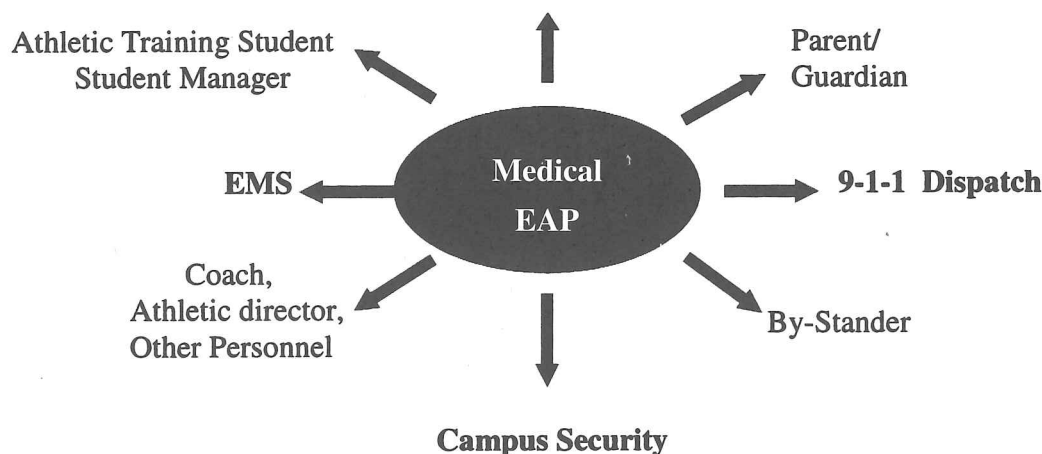 Athletic Training Student
Student Manager
Parent/
Guardian
EMS
Medical
EAP
9-1-1 Dispatch
Coach,
Athletic director,
Other Personnel
By-Stander
Campus Security